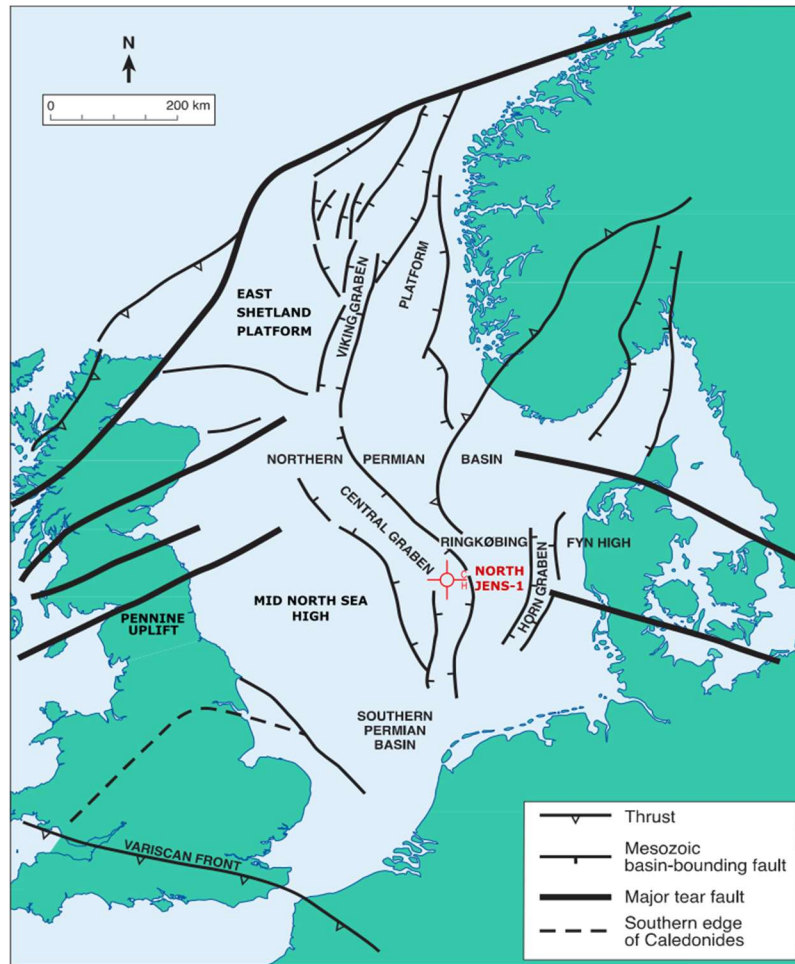 N
0 200 km
EAST
SHETLAND
PLATFORM
VIKING GRABEN
PLATFORM
NORTHERN PERMIAN BASIN
CENTRAL GRABEN
RINGKØBING
FYN HIGH
HORN GRABEN
NORTH
JENS-1
MID NORTH SEA
HIGH
PENNINE
UPLIFT
SOUTHERN
PERMIAN
BASIN
VARISCAN FRONT
Thrust
Mesozoic
basin-bounding fault
Major tear fault
Southern edge
of Caledonides